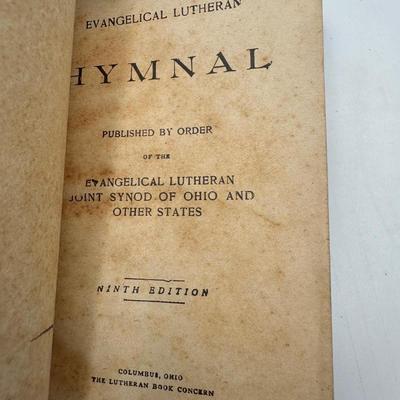 EVANGELICAL LUTHERAN
HYMNAL
PUBLISHED BY ORDER
OF THE
EVANGELICAL LUTHERAN
JOINT SYNOD OF OHIO AND
OTHER STATES
NINTH EDITION
COLUMBUS, OHIO
THE LUTHERAN BOOK CONCERN